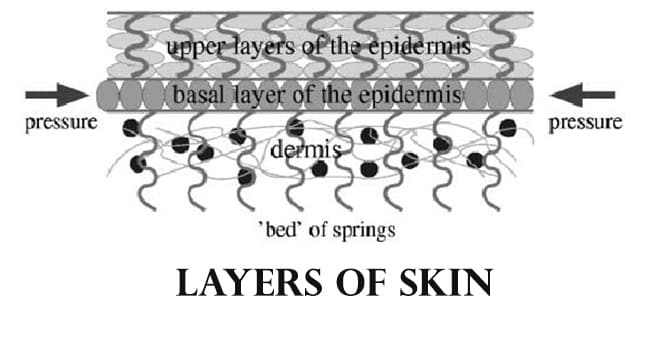 upper layers of the epidermis
basal layer of the epidermis
pressure
pressure
dermis
'bed' of springs
LAYERS OF SKIN